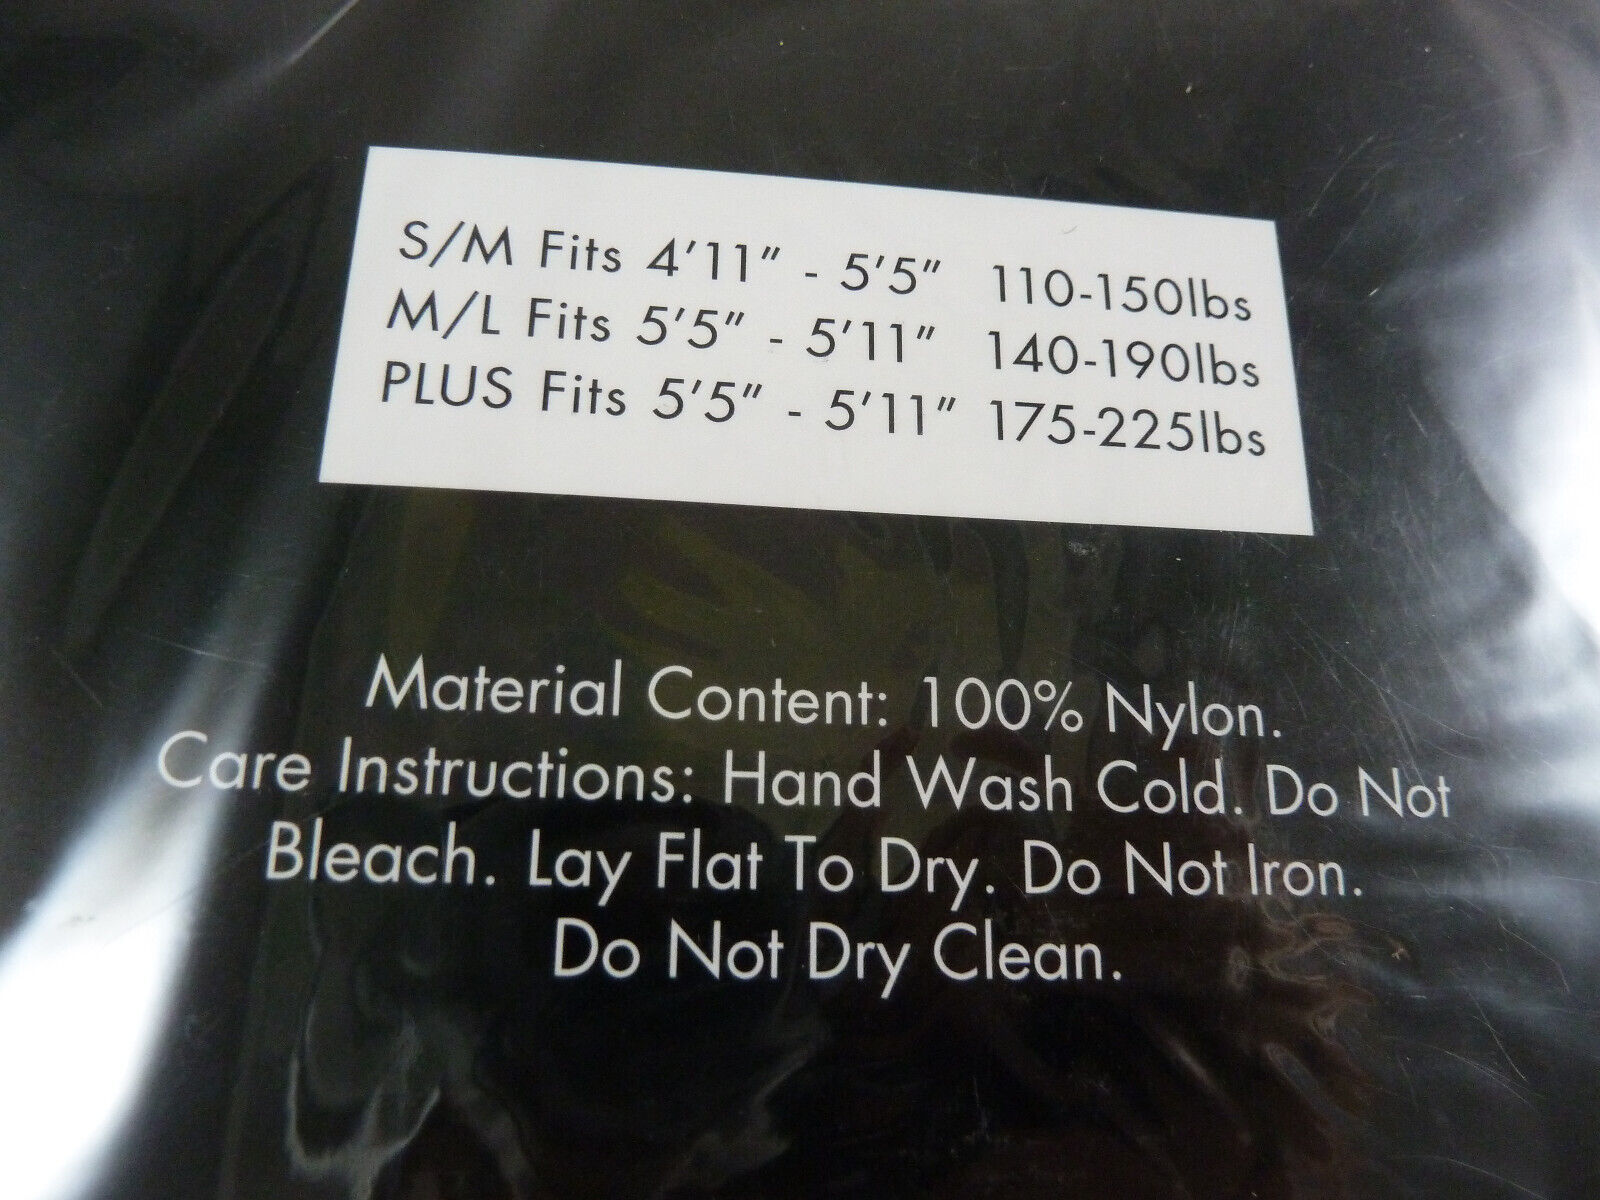 S/M Fits 4'11" - 5'5" 110-150lbs
M/L Fits 5'5" - 5'11" 140-190lbs
PLUS Fits 5'5" - 5'11" 175-225lbs
Material Content: 100% Nylon.
Care Instructions: Hand Wash Cold. Do Not
Bleach. Lay Flat To Dry. Do Not Iron.
Do Not Dry Clean.